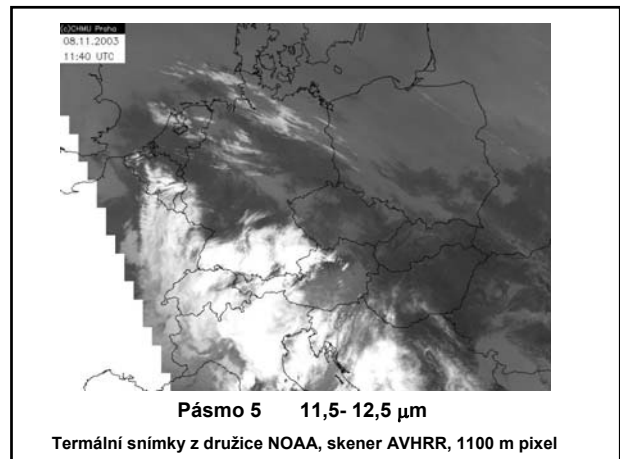 (c)CHMU Praha
08.11.2003
11:40 UTC
Pásmo 5 11,5- 12,5 µm
Termální snímky z družice NOAA, skener AVHRR, 1100 m pixel